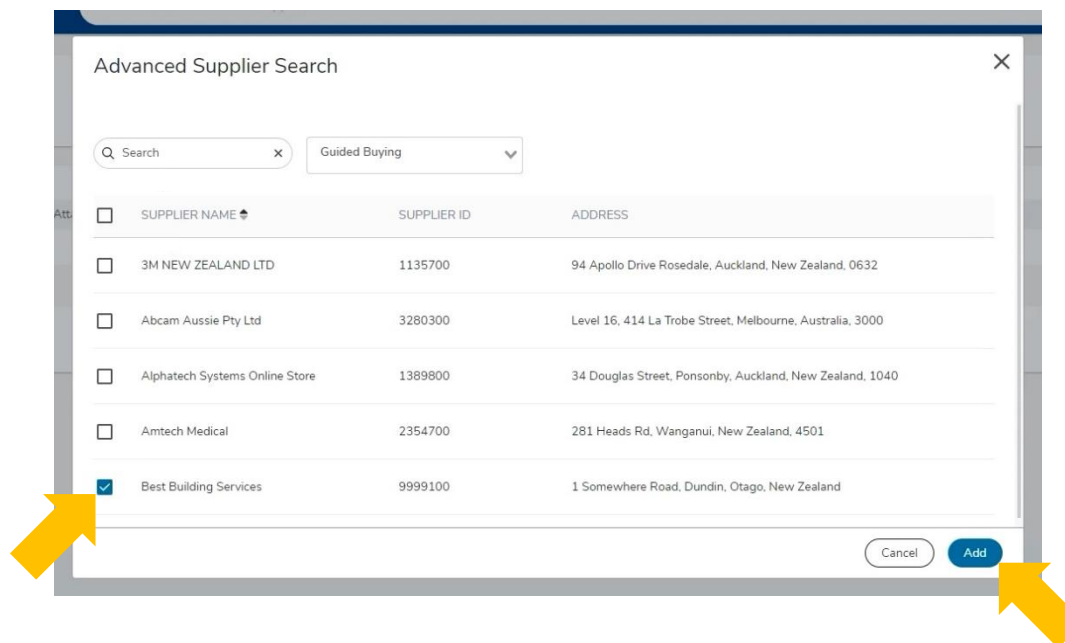 Advanced Supplier Search
Search
Guided Buying
Att
SUPPLIER NAME SUPPLIER ID ADDRESS
3M NEW ZEALAND LTD 1135700 94 Apollo Drive Rosedale, Auckland, New Zealand, 0632
Abcam Aussie Pty Ltd 3280300 Level 16, 414 La Trobe Street, Melbourne, Australia, 3000
Alphatech Systems Online Store 1389800 34 Douglas Street, Ponsonby, Auckland, New Zealand, 1040
Amtech Medical 2354700 281 Heads Rd, Wanganui, New Zealand, 4501
Best Building Services 9999100 1 Somewhere Road, Dundin, Otago, New Zealand
Cancel Add